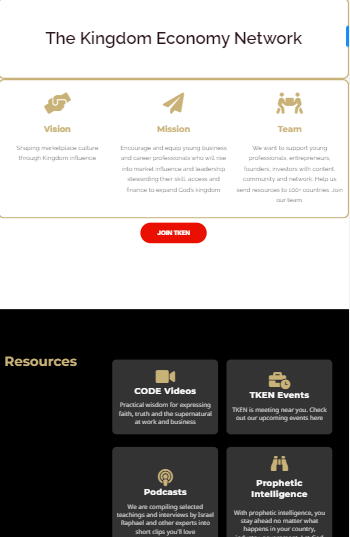 The Kingdom Economy Network
Vision
Shaping marketplace culture
through Kingdom influence
Mission
Encourage and equip young business
and career professionals who will rise
into market influence and leadership
stewarding their skill, access and
finance to expand God's kingdom
Team
We want to support young
professionals, entrepreneurs,
founders, investors with content,
community and network. Help us
send resources to 100+ countries. Join
our team.
JOIN TKEN
Resources
CODE Videos
Practical wisdom for expressing
faith, truth and the supernatural
at work and business
TKEN Events
TKEN is meeting near you. Check
out our upcoming events here
Podcasts
We are compiling selected
teachings and interviews by Israel
Raphael and other experts into
short clips you'll love
Prophetic
Intelligence
With prophetic intelligence, you
stay ahead no matter what
happens in your country,